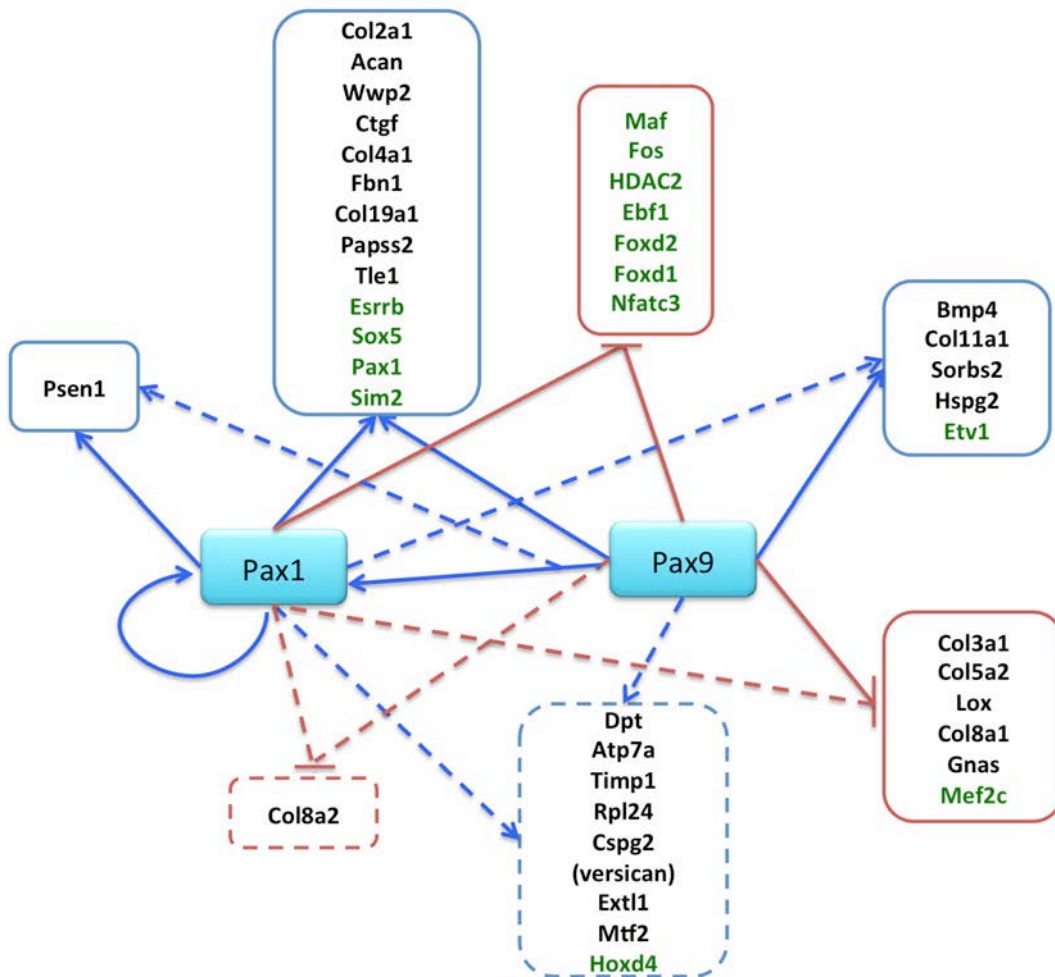 Col2a1
Acan
Wwp2
Ctgf
Col4a1
Fbn1
Col19a1
Papss2
Tle1
Esrrb
Sox5
Pax1
Sim2
Maf
Fos
HDAC2
Ebf1
Foxd2
Foxd1
Nfatc3
Bmp4
Col11a1
Sorbs2
Hspg2
Etv1
Psen1
Pax1
Pax9
Col3a1
Col5a2
Lox
Col8a1
Gnas
Mef2c
Col8a2
Dpt
Atp7a
Timp1
Rpl24
Cspg2
(versican)
Extl1
Mtf2
Hoxd4